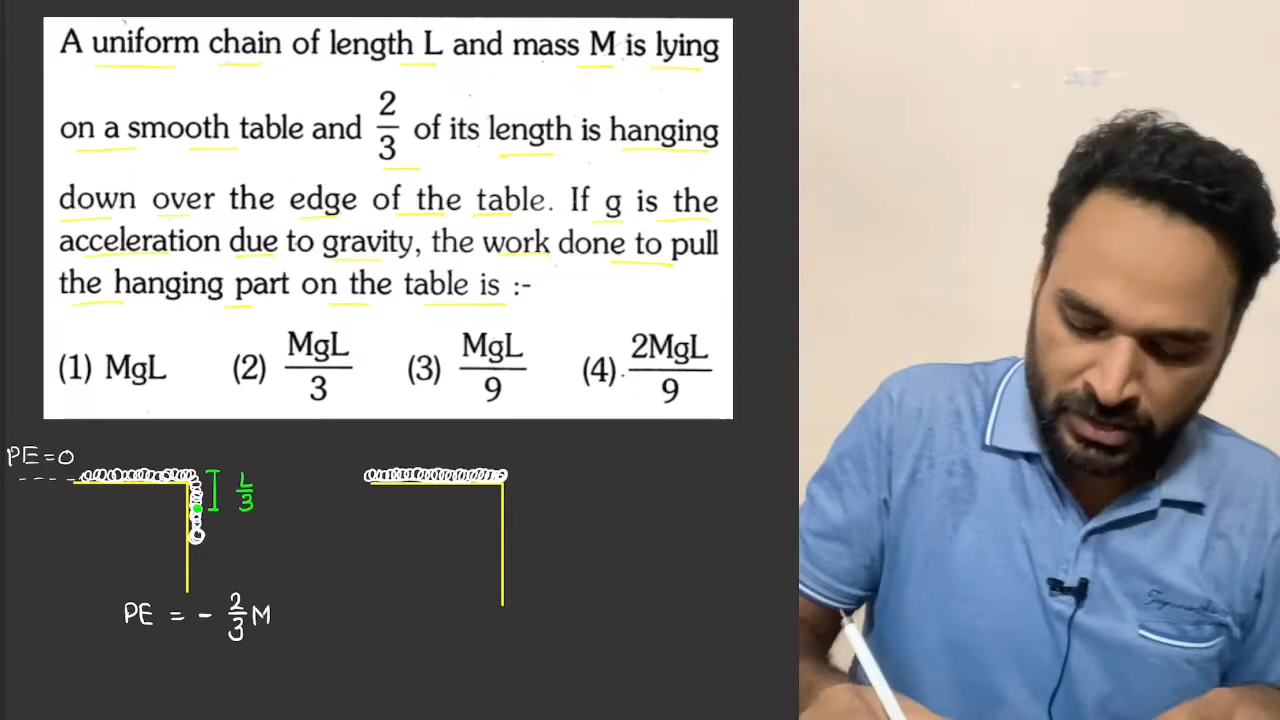 A uniform chain of length L and mass M is lying
on a smooth table and 2/3 of its length is hanging
down over the edge of the table. If g is the
acceleration due to gravity, the work done to pull
the hanging part on the table is :-
(1) MgL (2) MgL/3 (3) MgL/9 (4) 2MgL/9
PE=0
L/3
PE = - 2/3 M